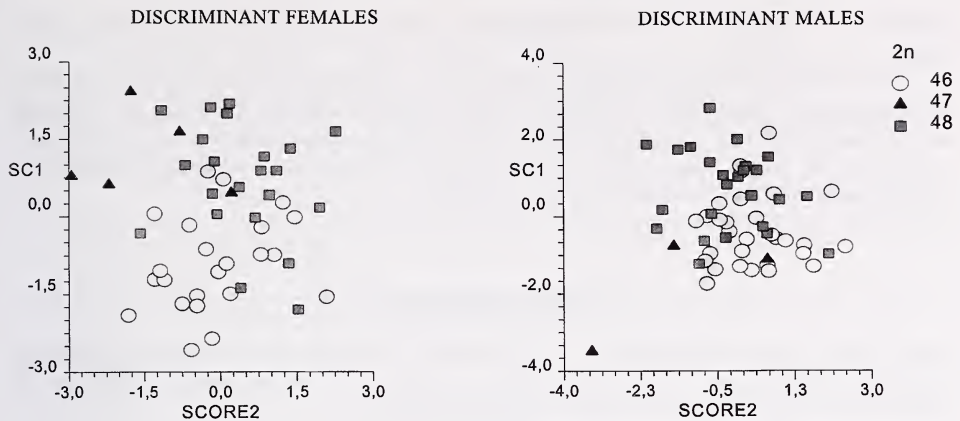 DISCRIMINANT FEMALES
3,0
1,5
SC1
0,0
-1,5
-3,0
-3,0 -1,5 0,0 1,5 3,0
SCORE2
DISCRIMINANT MALES
4,0
2,0
SC1
0,0
-2,0
-4,0
-4,0 -2,3 -0,5 1,3 3,0
SCORE2
2n
46
47
48